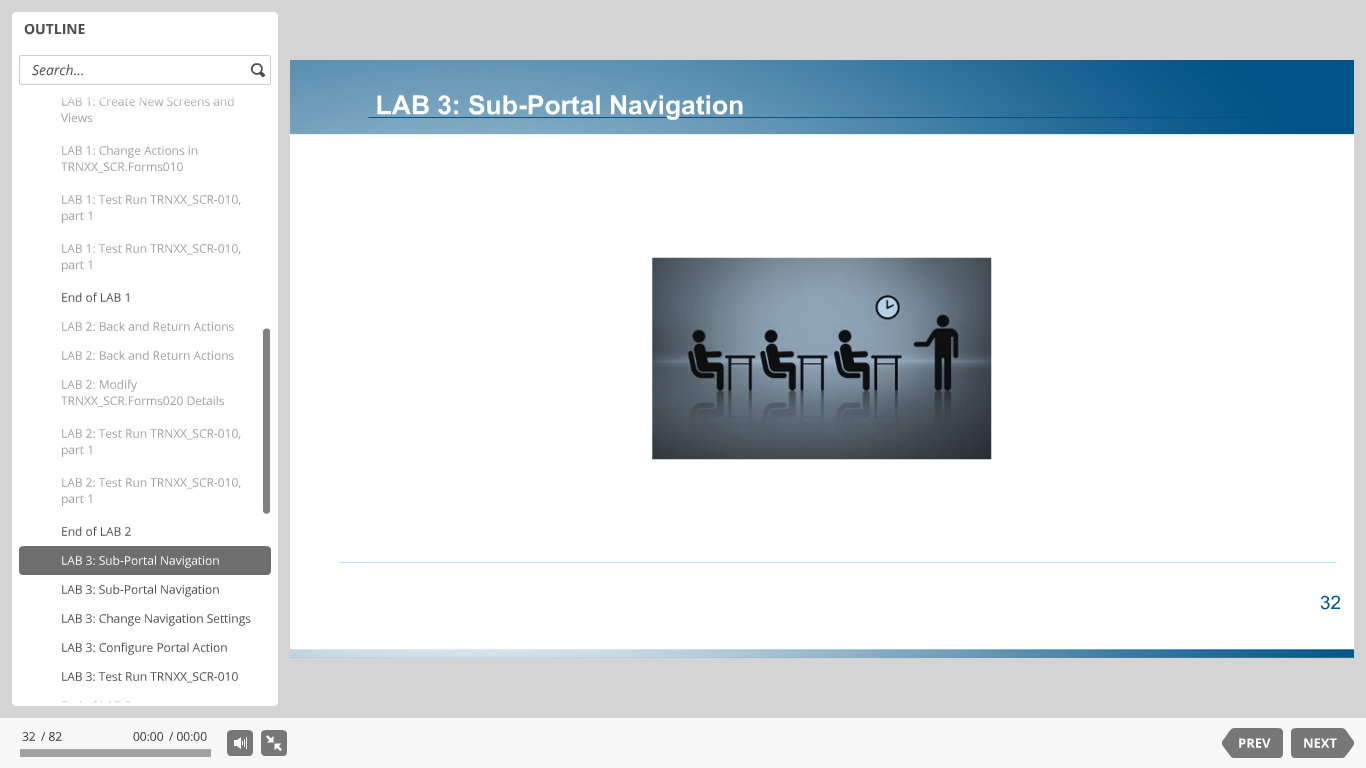 OUTLINE
Search...
LAB 1: Create New Screens and
Views
LAB 1: Change Actions in
TRNXX_SCR.Forms010
LAB 1: Test Run TRNXX_SCR-010,
part 1
LAB 1: Test Run TRNXX_SCR-010,
part 1
End of LAB 1
LAB 2: Back and Return Actions
LAB 2: Back and Return Actions
LAB 2: Modify
TRNXX_SCR.Forms020 Details
LAB 2: Test Run TRNXX_SCR-010,
part 1
LAB 2: Test Run TRNXX_SCR-010,
part 1
End of LAB 2
LAB 3: Sub-Portal Navigation
LAB 3: Sub-Portal Navigation
LAB 3: Change Navigation Settings
LAB 3: Configure Portal Action
LAB 3: Test Run TRNXX_SCR-010
LAB 3: Sub-Portal Navigation
32
32 / 82
00:00 / 00:00
PREV
NEXT